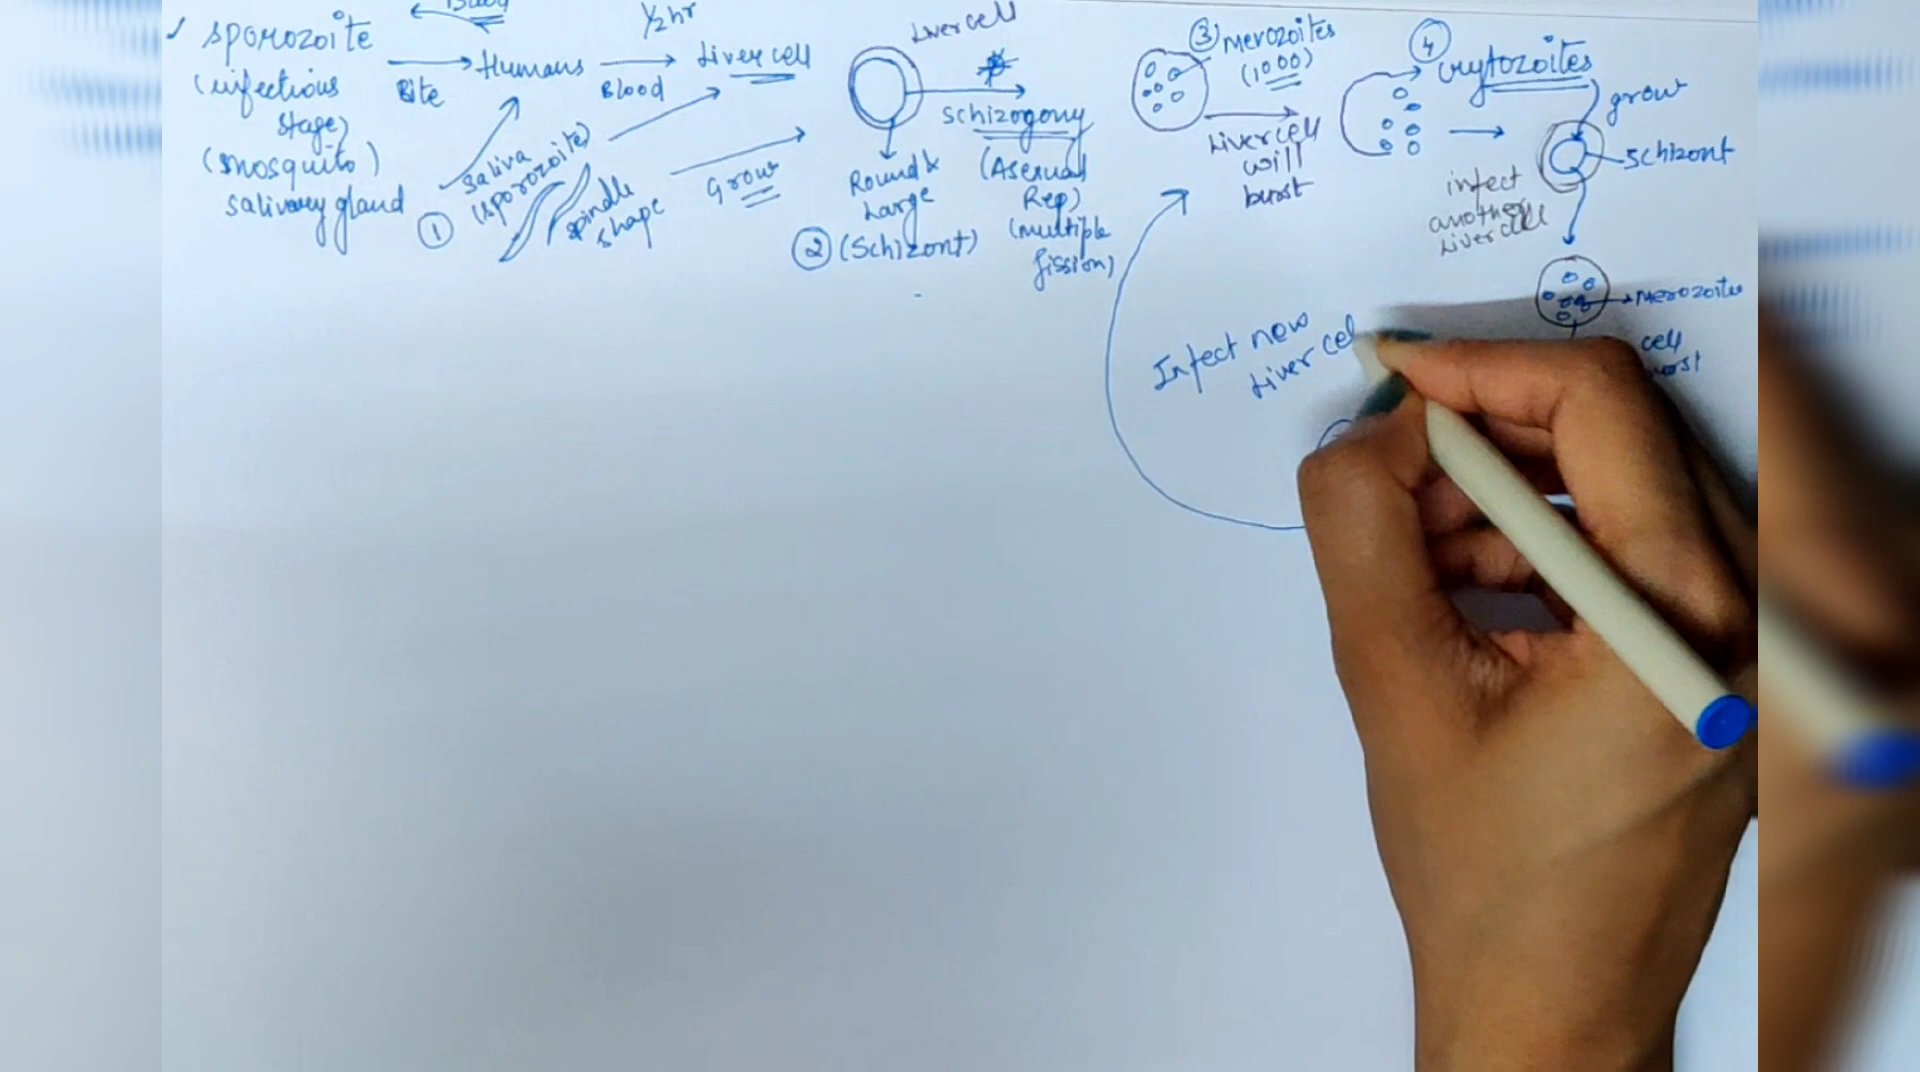 ✓ sporozoite
(infectious
stage)
(mosquito)
salivary gland
Bite
Humans
1/2 hr
Blood
Liver cell
① saliva
(sporozoite)
spindle
shape
Grow
Liver cell
Round &
Large
② (Schizont)
schizogony
(Asexual
Rep)
(multiple
fission)
③ Merozoites
(1000)
Liver cell
will
burst
④
infect
another
Liver cell
grow
schizont
Merozoites
cell
Infect new
Liver cel